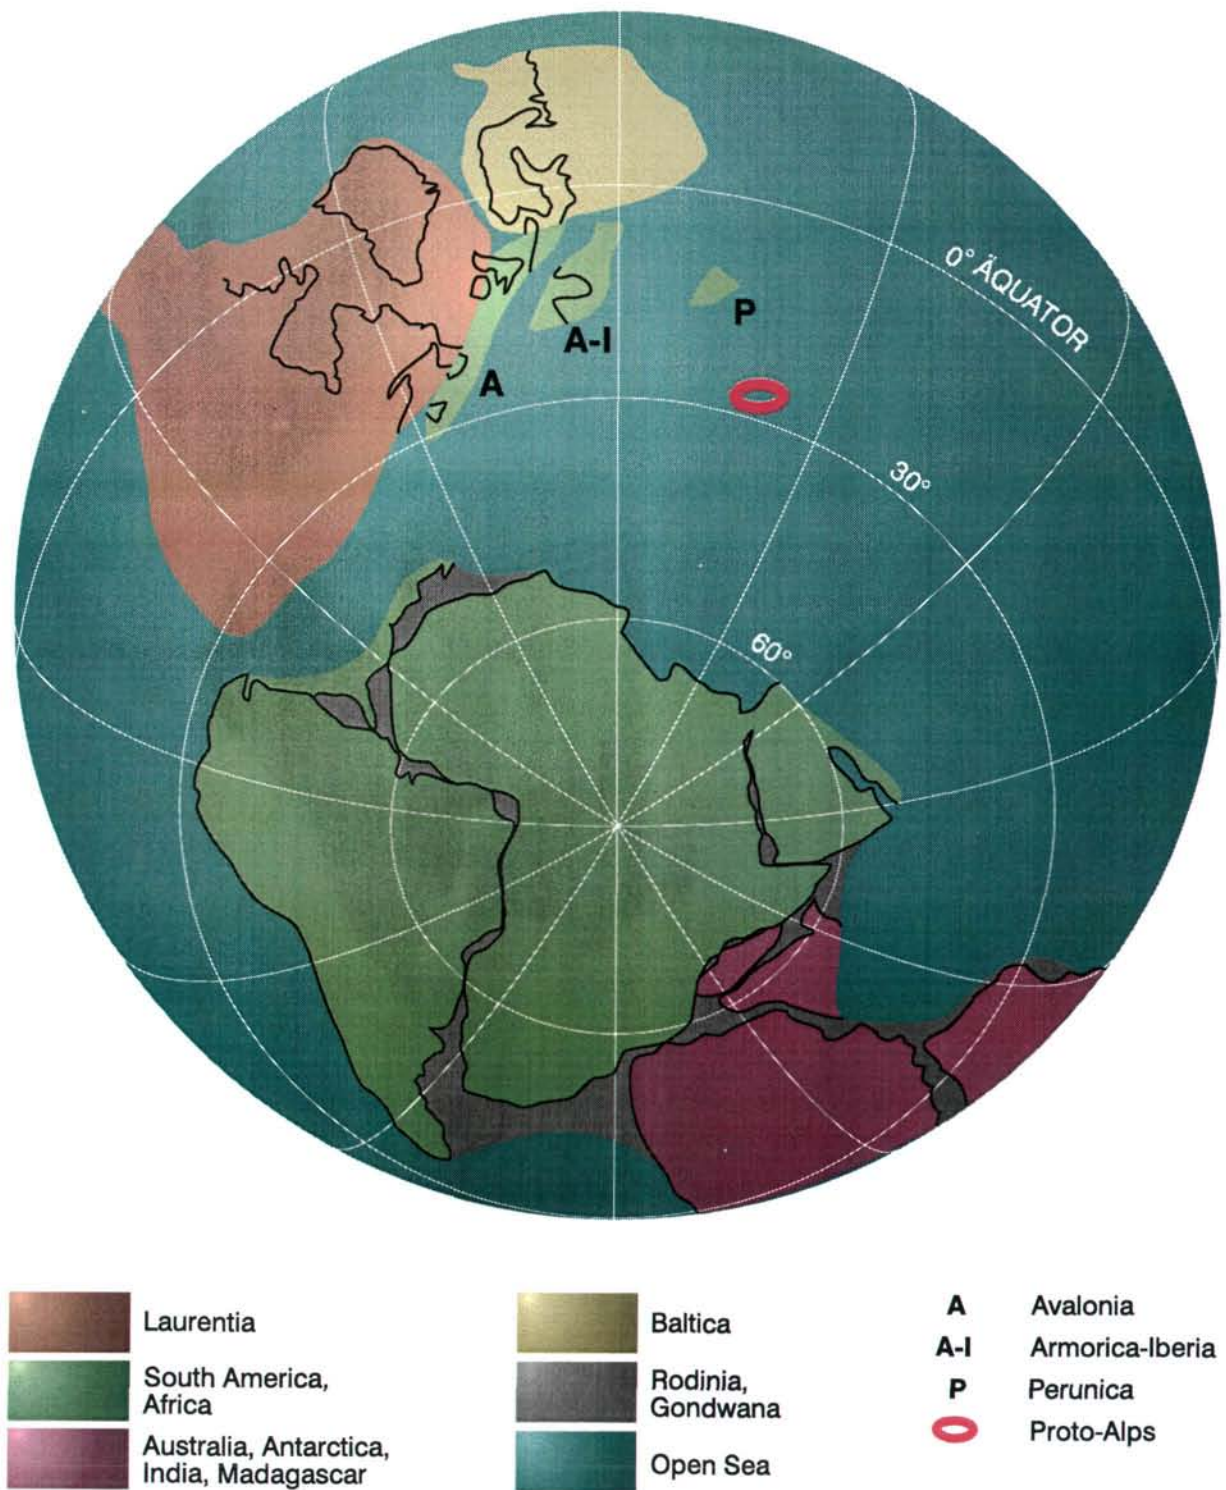 0° ÄQUATOR
P
A-I
A
30°
60°
Laurentia
South America,
Africa
Australia, Antarctica,
India, Madagascar
Baltica
Rodinia,
Gondwana
Open Sea
A Avalonia
A-I Armorica-Iberia
P Perunica
Proto-Alps